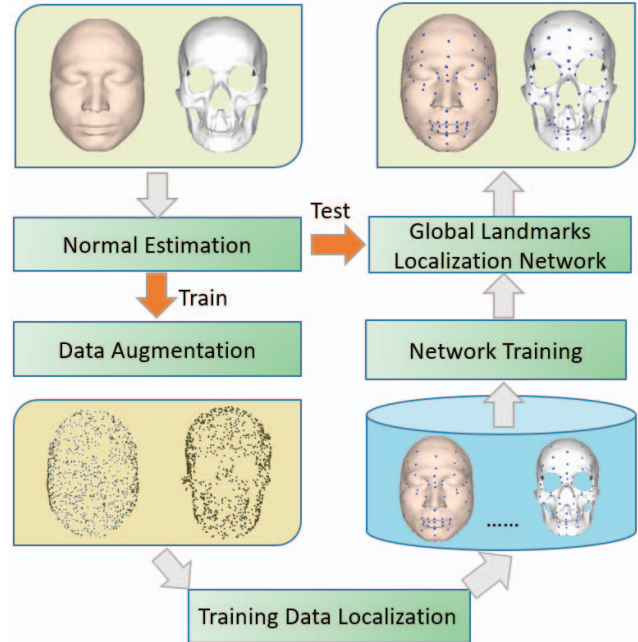 Normal Estimation
Test
Global Landmarks
Localization Network
Train
Data Augmentation
Network Training
......
Training Data Localization